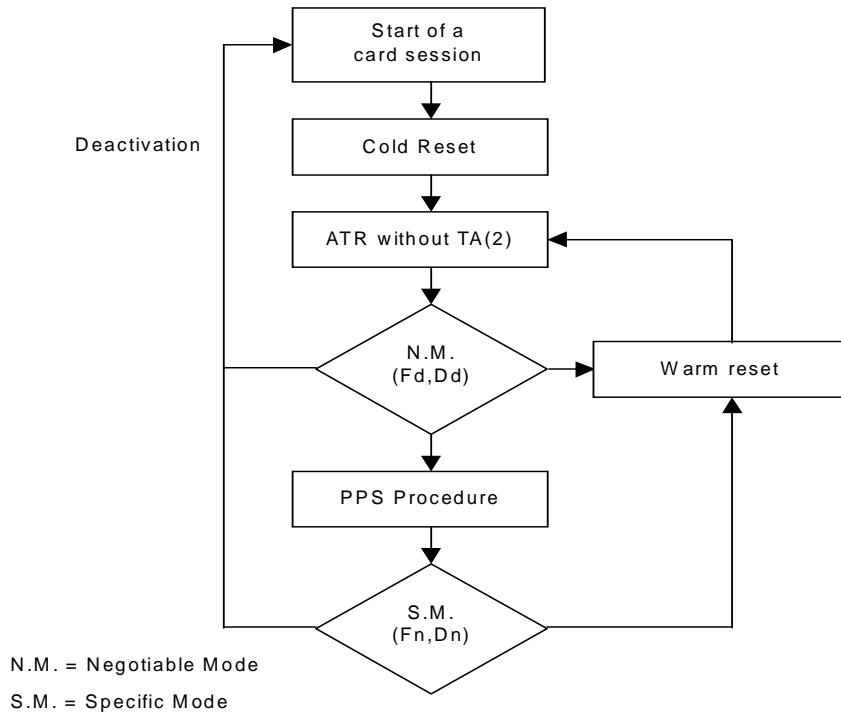 Start of a
card session
Deactivation
Cold Reset
ATR without TA(2)
N.M.
(Fd,Dd)
Warm reset
PPS Procedure
S.M.
(Fn,Dn)
N.M. = Negotiable Mode
S.M. = Specific Mode